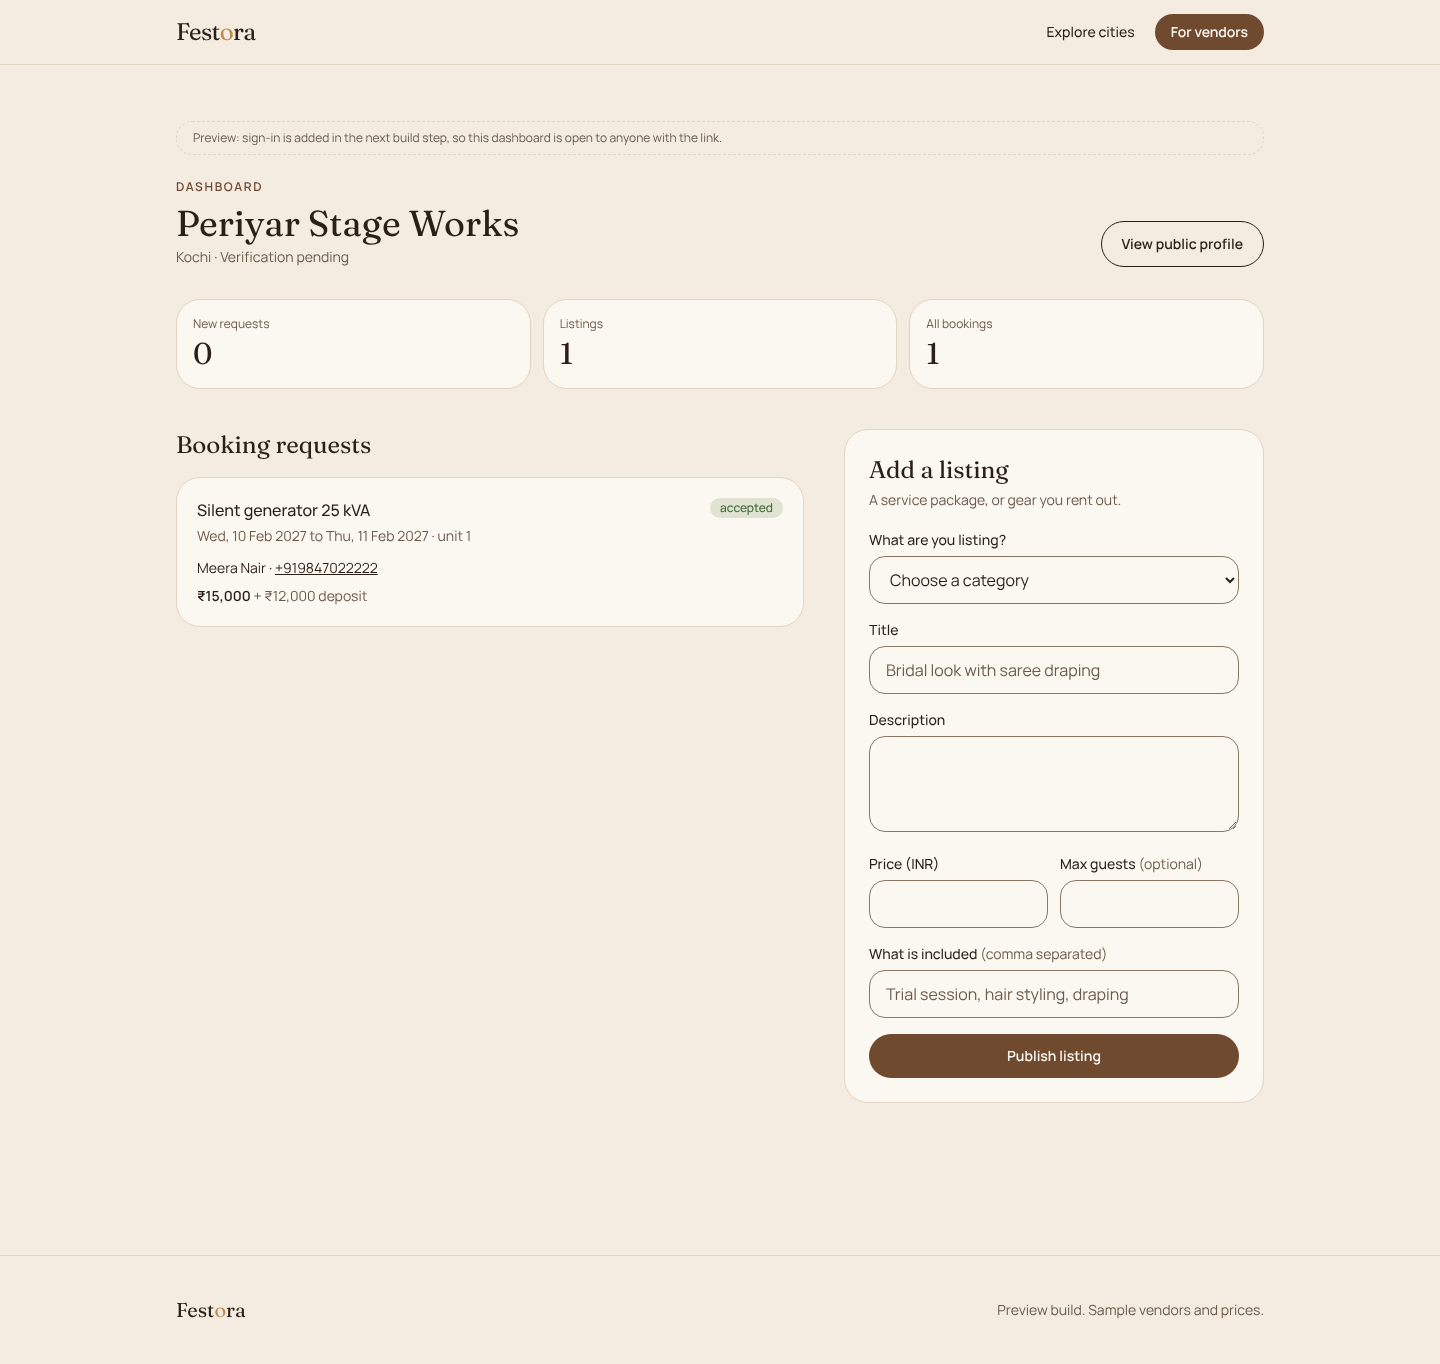 Festora
Explore cities
For vendors
Preview: sign-in is added in the next build step, so this dashboard is open to anyone with the link.
DASHBOARD
Periyar Stage Works
Kochi · Verification pending
View public profile
New requests
0
Listings
1
All bookings
1
Booking requests
Silent generator 25 kVA
accepted
Wed, 10 Feb 2027 to Thu, 11 Feb 2027 · unit 1
Meera Nair · +919847022222
₹15,000 + ₹12,000 deposit
Add a listing
A service package, or gear you rent out.
What are you listing?
Choose a category
Title
Bridal look with saree draping
Description
Price (INR)
Max guests (optional)
What is included (comma separated)
Trial session, hair styling, draping
Publish listing
Festora
Preview build. Sample vendors and prices.